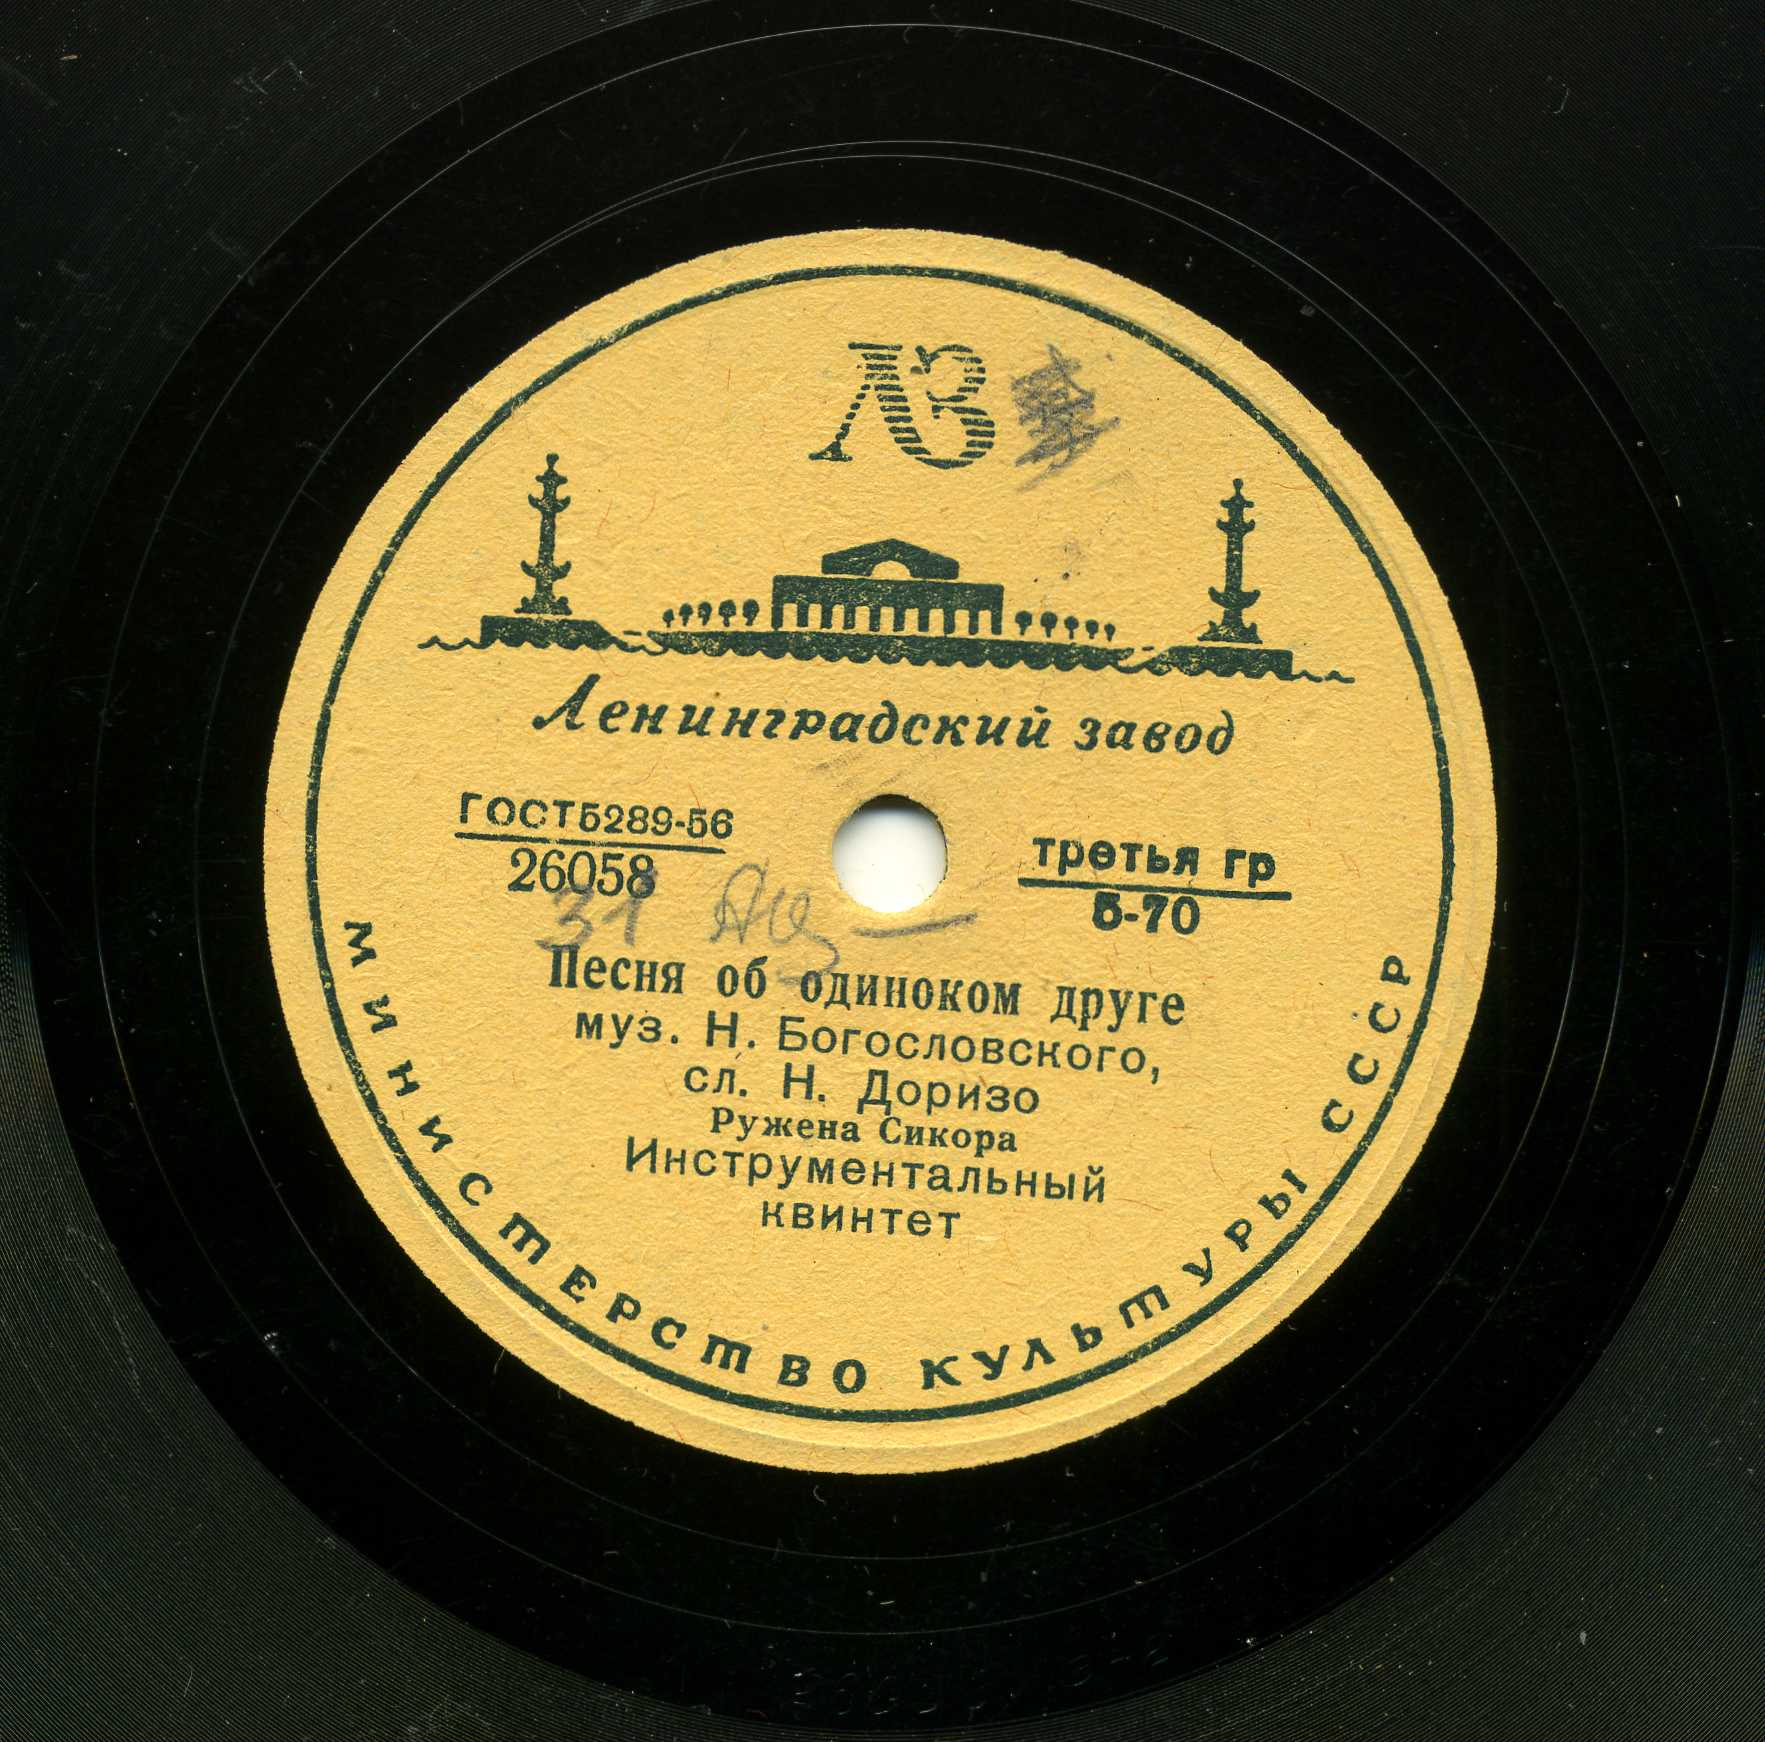 ЛЗ
Ленинградский завод
ГОСТ5289-56
26058
третья гр
5-70
31
Песня об одиноком друге
муз. Н. Богословского,
сл. Н. Доризо
Ружена Сикора
Инструментальный
квинтет
МИНИСТЕРСТВО КУЛЬТУРЫ СССР